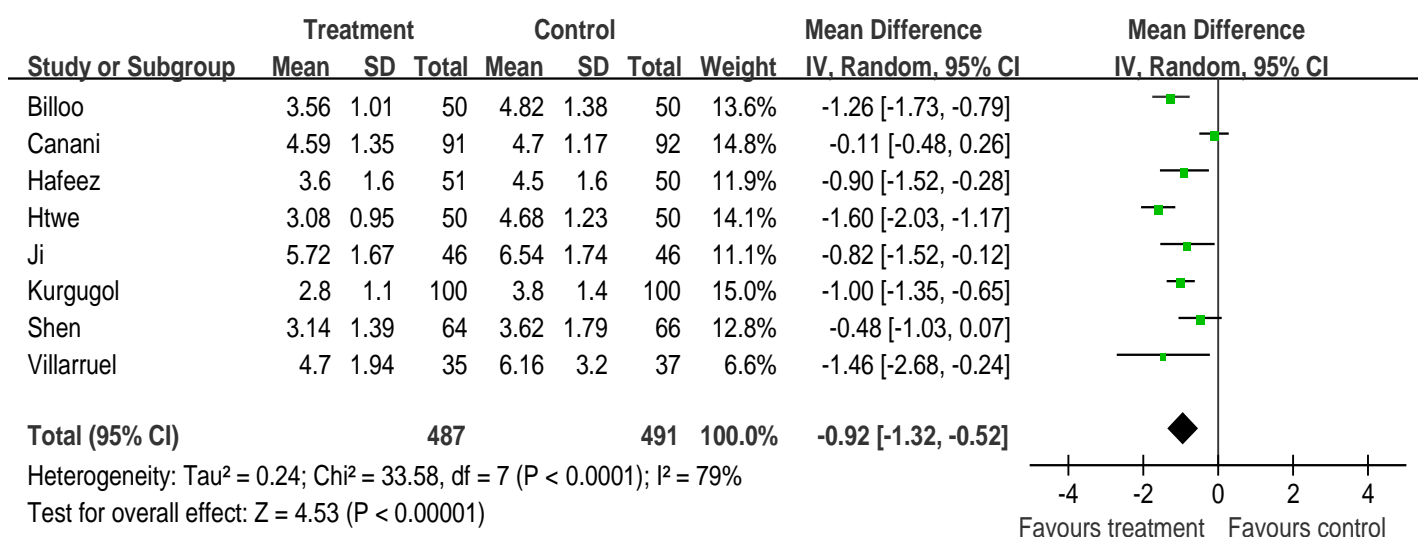 Treatment Control Mean Difference Mean Difference
Study or Subgroup Mean SD Total Mean SD Total Weight IV, Random, 95% CI IV, Random, 95% CI
Billoo 3.56 1.01 50 4.82 1.38 50 13.6% -1.26 [-1.73, -0.79]
Canani 4.59 1.35 91 4.7 1.17 92 14.8% -0.11 [-0.48, 0.26]
Hafeez 3.6 1.6 51 4.5 1.6 50 11.9% -0.90 [-1.52, -0.28]
Htwe 3.08 0.95 50 4.68 1.23 50 14.1% -1.60 [-2.03, -1.17]
Ji 5.72 1.67 46 6.54 1.74 46 11.1% -0.82 [-1.52, -0.12]
Kurgugol 2.8 1.1 100 3.8 1.4 100 15.0% -1.00 [-1.35, -0.65]
Shen 3.14 1.39 64 3.62 1.79 66 12.8% -0.48 [-1.03, 0.07]
Villarruel 4.7 1.94 35 6.16 3.2 37 6.6% -1.46 [-2.68, -0.24]
Total (95% CI) 487 491 100.0% -0.92 [-1.32, -0.52]
Heterogeneity: Tau² = 0.24; Chi² = 33.58, df = 7 (P < 0.0001); I² = 79%
Test for overall effect: Z = 4.53 (P < 0.00001)
-4 -2 0 2 4
Favours treatment Favours control